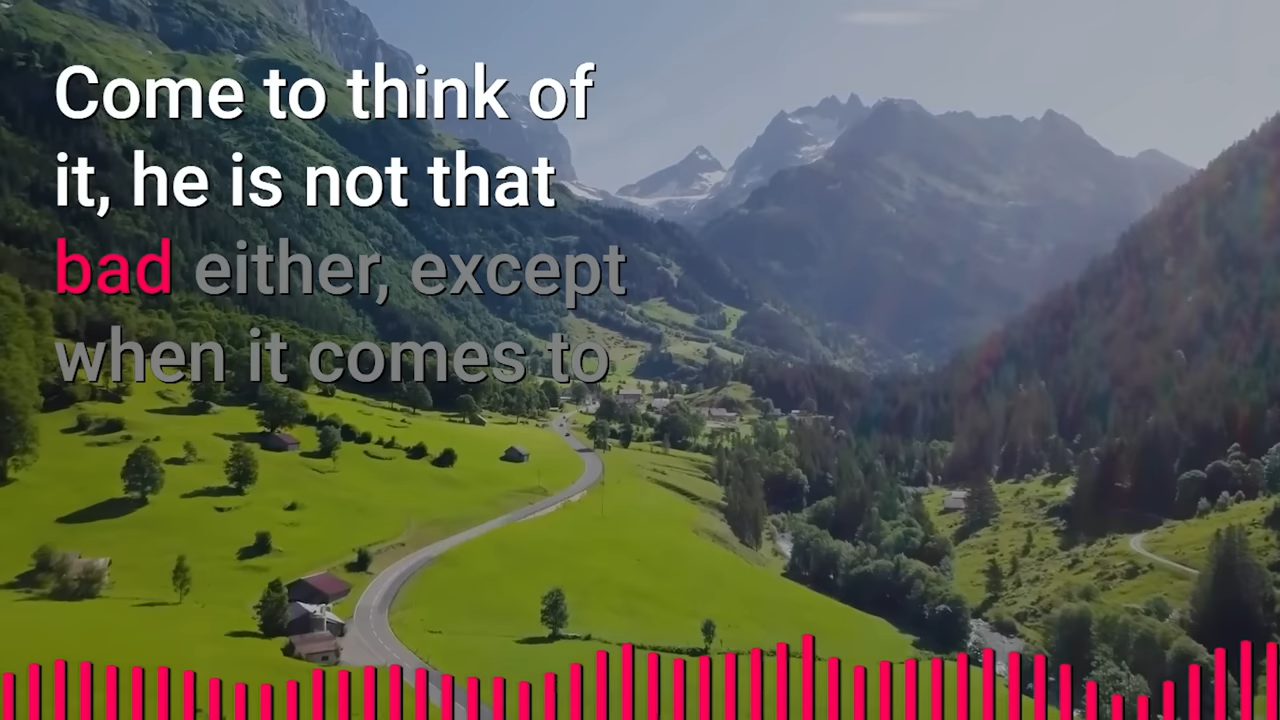 Come to think of
it, he is not that
bad either, except
when it comes to